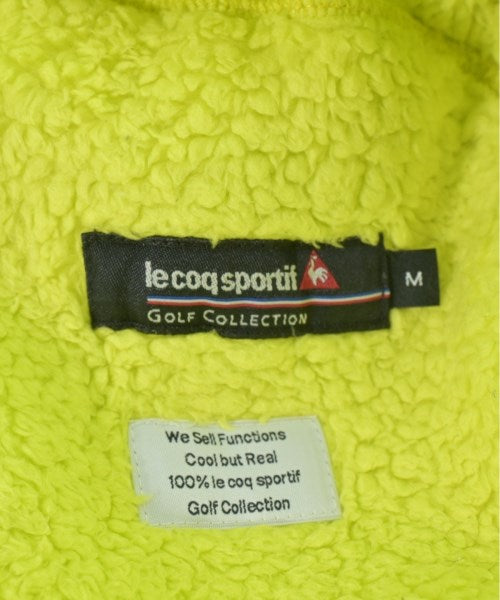 le coq sportif
GOLF COLLECTION
M
We Sell Functions
Cool but Real
100% le coq sportif
Golf Collection